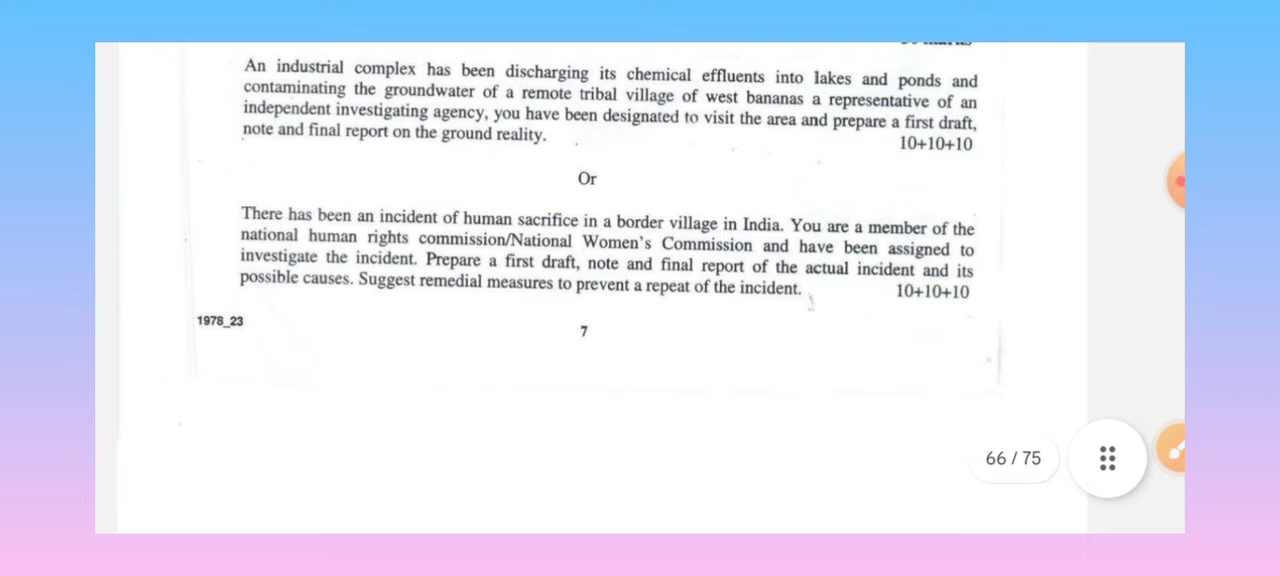 An industrial complex has been discharging its chemical effluents into lakes and ponds and
contaminating the groundwater of a remote tribal village of west bananas a representative of an
independent investigating agency, you have been designated to visit the area and prepare a first draft,
note and final report on the ground reality.
10+10+10
Or
There has been an incident of human sacrifice in a border village in India. You are a member of the
national human rights commission/National Women's Commission and have been assigned to
investigate the incident. Prepare a first draft, note and final report of the actual incident and its
possible causes. Suggest remedial measures to prevent a repeat of the incident.
10+10+10
1978_23
7
66 / 75